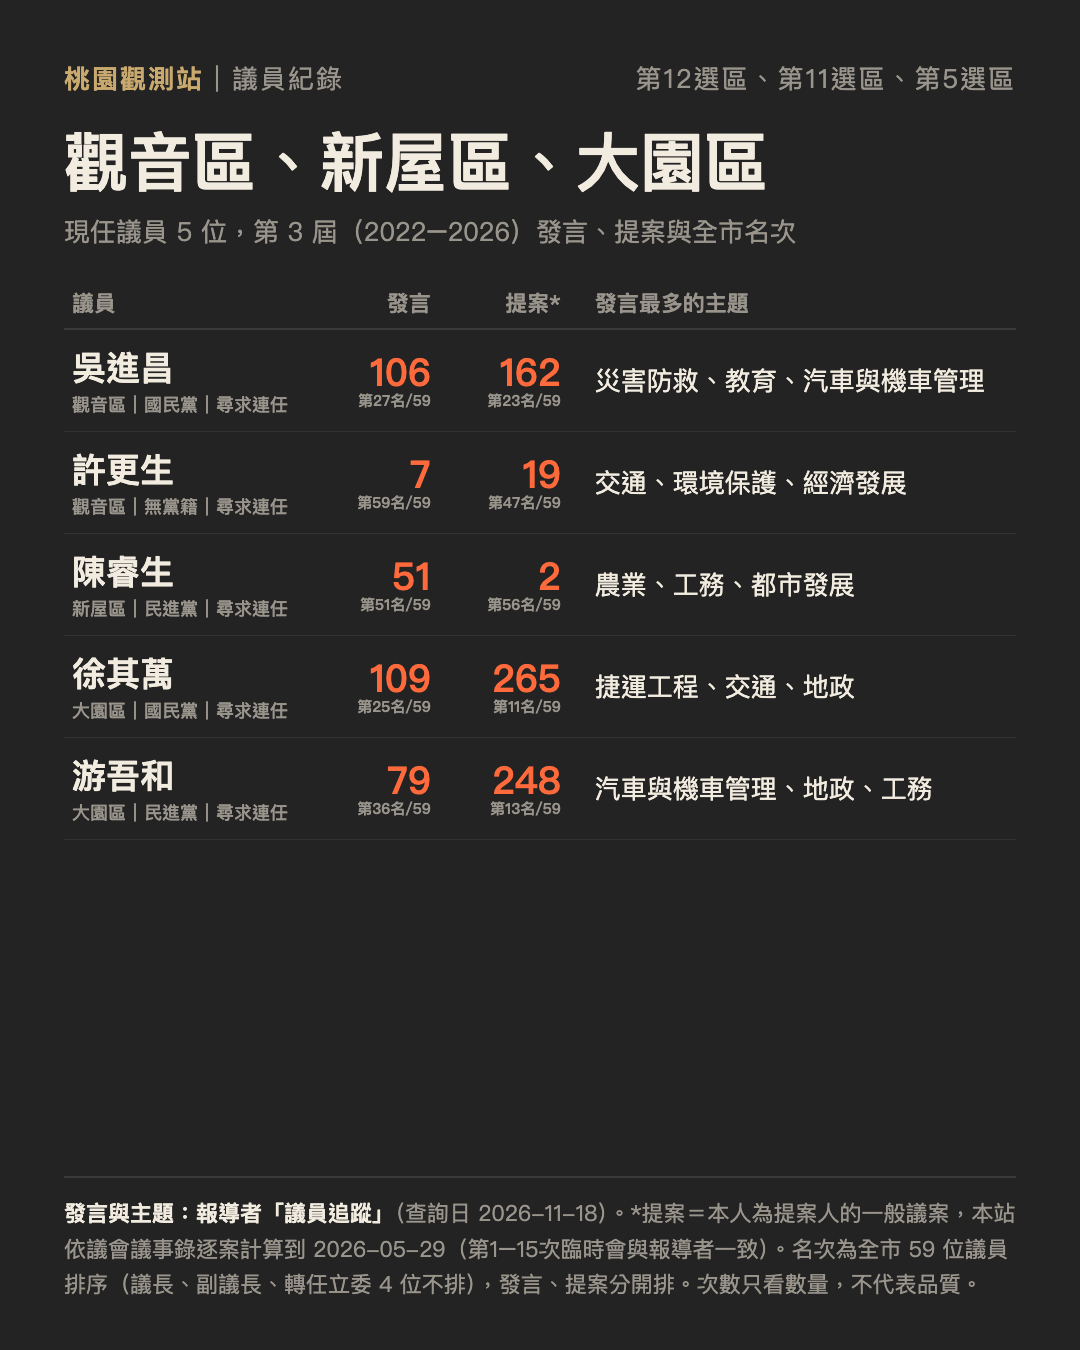 桃園觀測站｜議員紀錄
第12選區、第11選區、第5選區
觀音區、新屋區、大園區
現任議員 5 位，第 3 屆（2022—2026）發言、提案與全市名次
議員 發言 提案* 發言最多的主題
吳進昌 106 162 災害防救、教育、汽車與機車管理
觀音區｜國民黨｜尋求連任 第27名/59 第23名/59
許更生 7 19 交通、環境保護、經濟發展
觀音區｜無黨籍｜尋求連任 第59名/59 第47名/59
陳睿生 51 2 農業、工務、都市發展
新屋區｜民進黨｜尋求連任 第51名/59 第56名/59
徐其萬 109 265 捷運工程、交通、地政
大園區｜國民黨｜尋求連任 第25名/59 第11名/59
游吾和 79 248 汽車與機車管理、地政、工務
大園區｜民進黨｜尋求連任 第36名/59 第13名/59
發言與主題：報導者「議員追蹤」（查詢日 2026–11–18）。*提案＝本人為提案人的一般議案，本站
依議會議事錄逐案計算到 2026–05–29（第1—15次臨時會與報導者一致）。名次為全市 59 位議員
排序（議長、副議長、轉任立委 4 位不排），發言、提案分開排。次數只看數量，不代表品質。